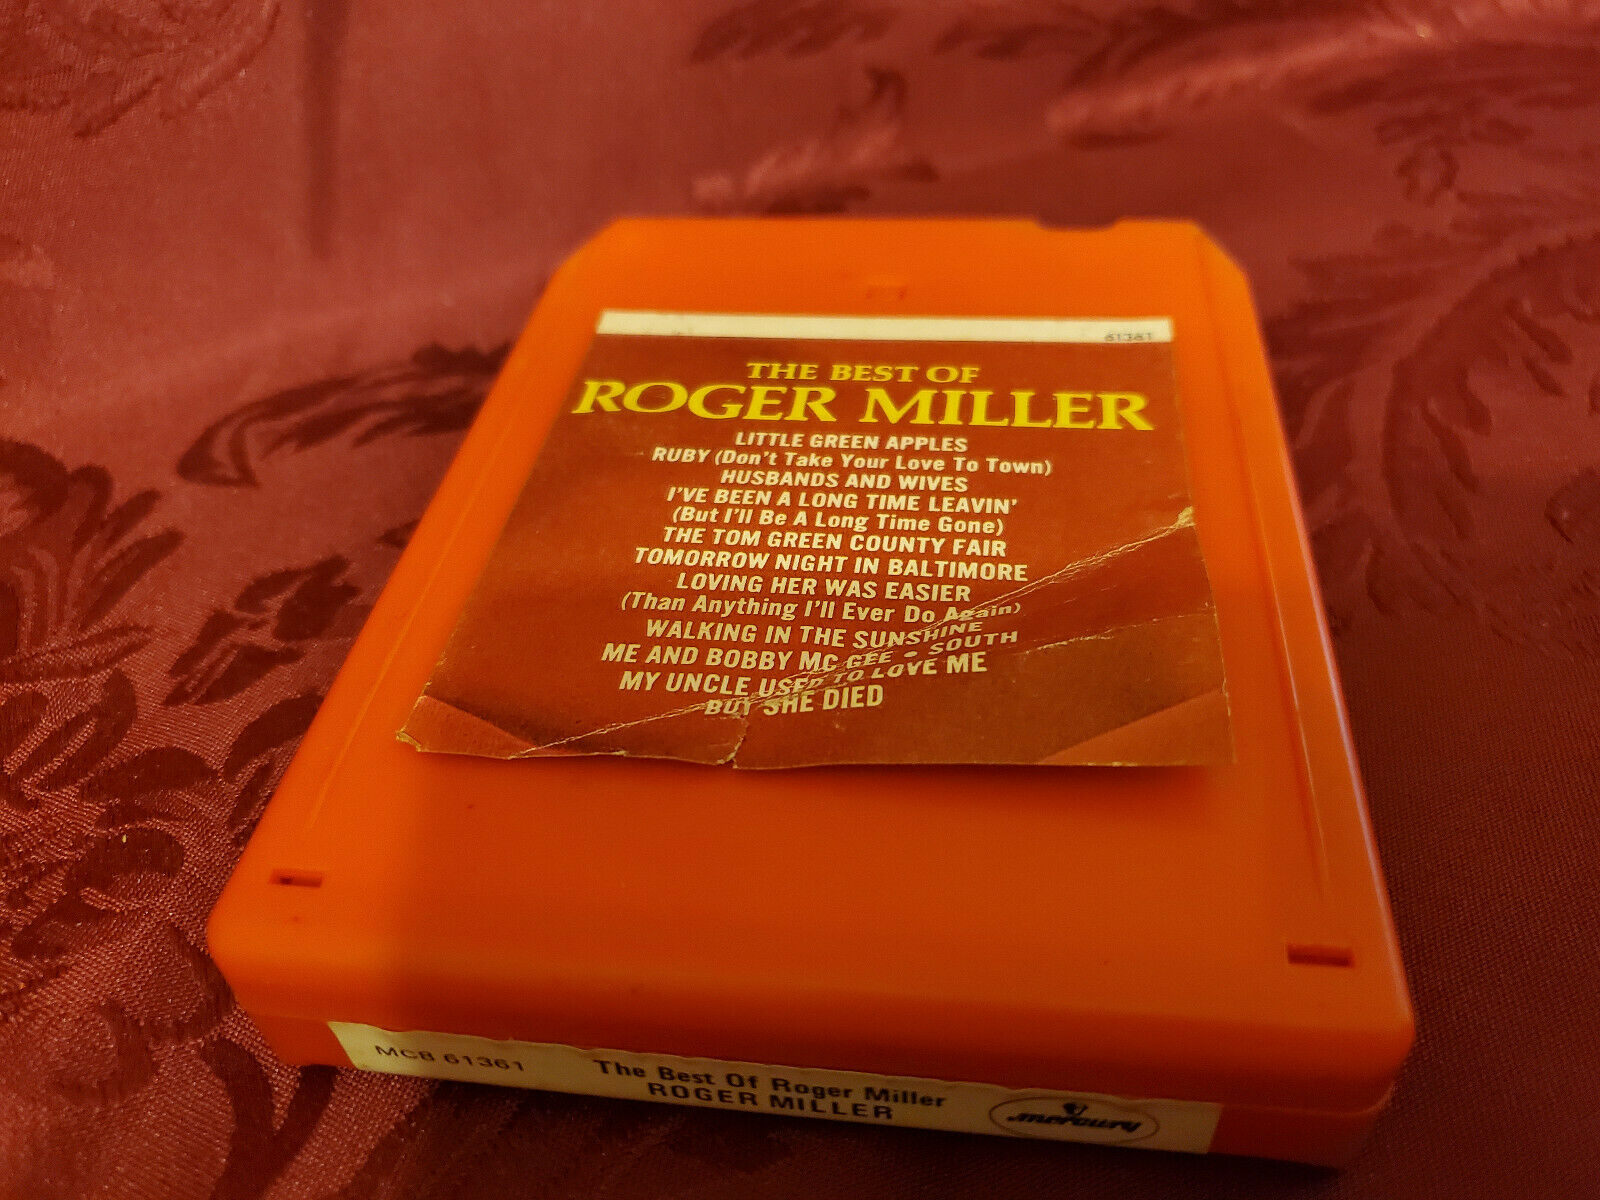 61361
THE BEST OF
ROGER MILLER
LITTLE GREEN APPLES
RUBY (Don't Take Your Love To Town)
HUSBANDS AND WIVES
I'VE BEEN A LONG TIME LEAVIN'
(But I'll Be A Long Time Gone)
THE TOM GREEN COUNTY FAIR
TOMORROW NIGHT IN BALTIMORE
LOVING HER WAS EASIER
(Than Anything I'll Ever Do Again)
WALKING IN THE SUNSHINE
ME AND BOBBY MC GEE • SOUTH
MY UNCLE USED TO LOVE ME
BUT SHE DIED
MC8 61361
The Best Of Roger Miller
ROGER MILLER
mercury